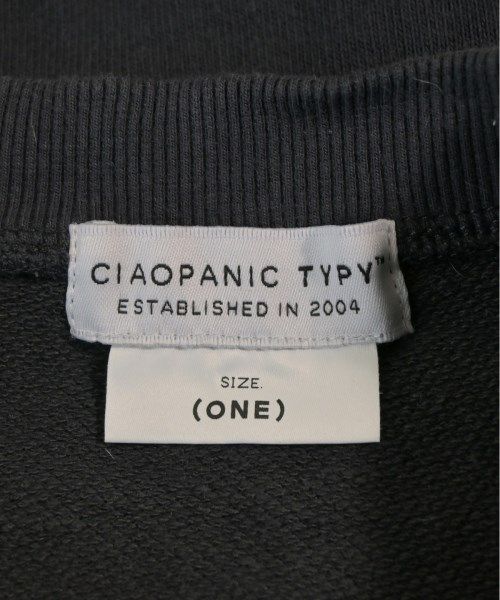 CIAOPANIC TYPY™
ESTABLISHED IN 2004
SIZE.
(ONE)